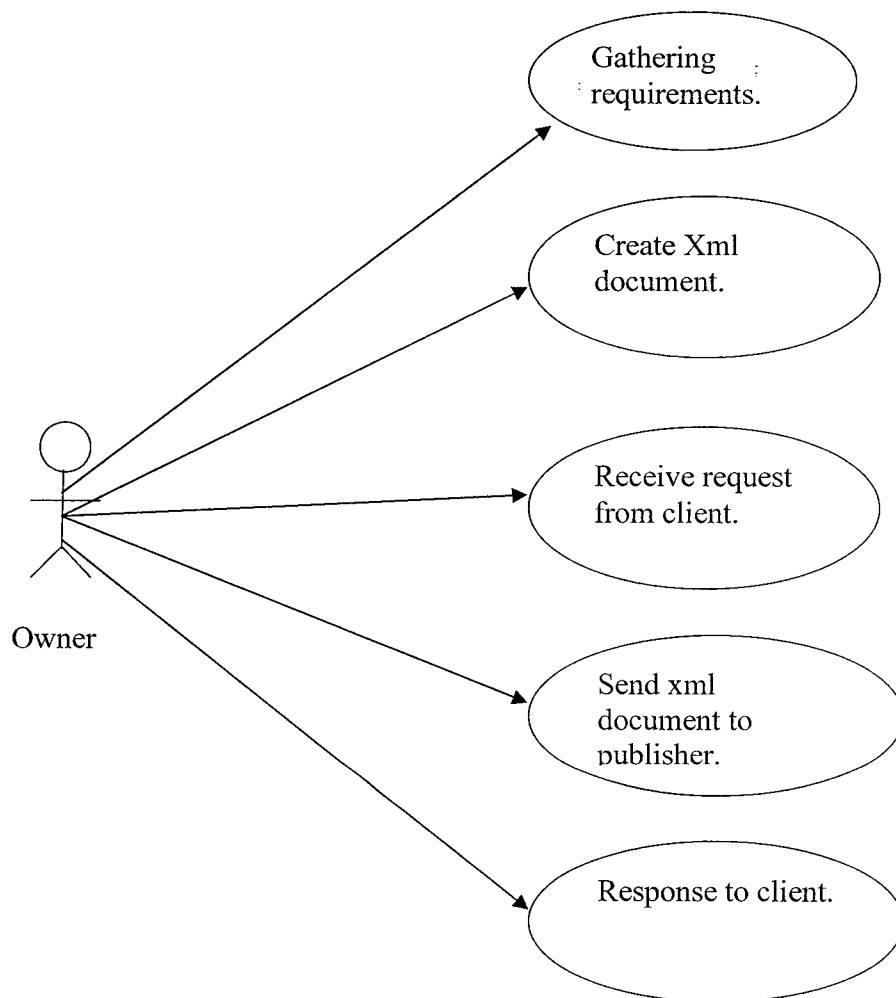 Gathering
requirements.
Create Xml
document.
Receive request
from client.
Owner
Send xml
document to
publisher.
Response to client.